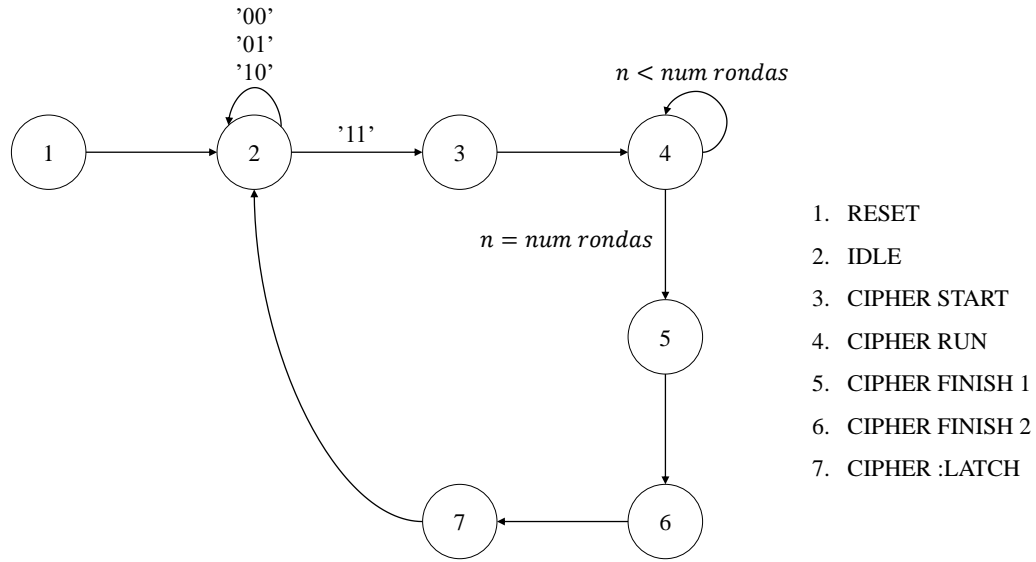 ’00’
’01’
’10’
n < num rondas
1
2
’11’
3
4
n = num rondas
5
6
7
1. RESET
2. IDLE
3. CIPHER START
4. CIPHER RUN
5. CIPHER FINISH 1
6. CIPHER FINISH 2
7. CIPHER :LATCH